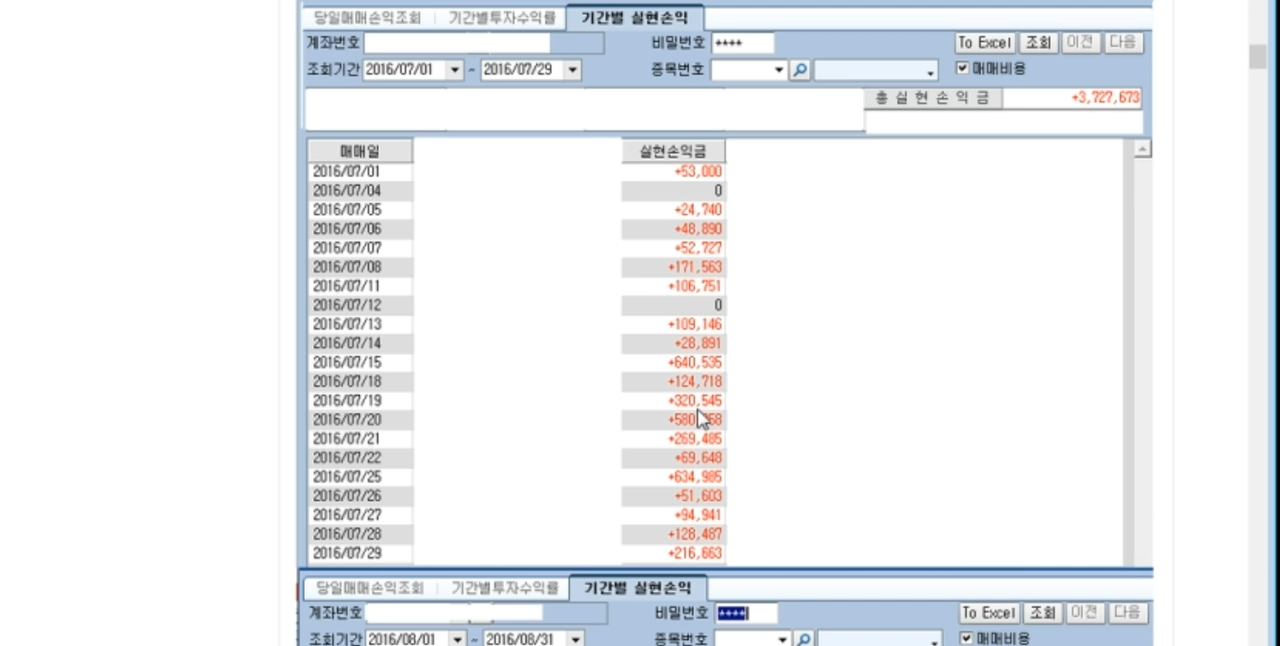 당일매매손익조회 기간별투자수익률 기간별 실현손익
계좌번호 비밀번호 **** To Excel 조회 이전 다음
조회기간 2016/07/01 ~ 2016/07/29 종목번호 매매비용
총 실 현 손 익 금 +3,727,673
매매일 실현손익금
2016/07/01 +53,000
2016/07/04 0
2016/07/05 +24,740
2016/07/06 +48,890
2016/07/07 +52,727
2016/07/08 +171,563
2016/07/11 +106,751
2016/07/12 0
2016/07/13 +109,146
2016/07/14 +28,891
2016/07/15 +640,535
2016/07/18 +124,718
2016/07/19 +320,545
2016/07/20
2016/07/21 +269,485
2016/07/22 +69,648
2016/07/25 +634,985
2016/07/26 +51,603
2016/07/27 +94,941
2016/07/28 +128,487
2016/07/29 +216,663
당일매매손익조회 기간별투자수익률 기간별 실현손익
계좌번호 비밀번호 **** To Excel 조회 이전 다음
조회기간 2016/08/01 ~ 2016/08/31 종목번호 매매비용